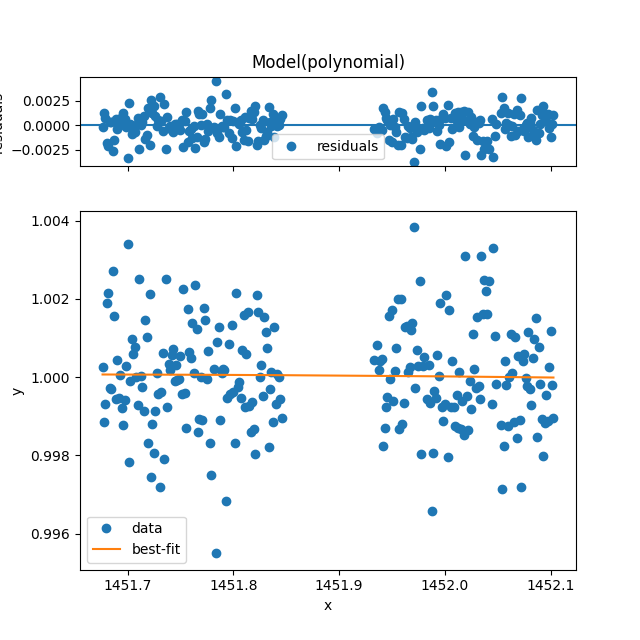 Model(polynomial)
0.0025
0.0000
−0.0025
residuals
1.004
1.002
1.000
0.998
0.996
y
data
best-fit
1451.7
1451.8
1451.9
1452.0
1452.1
x